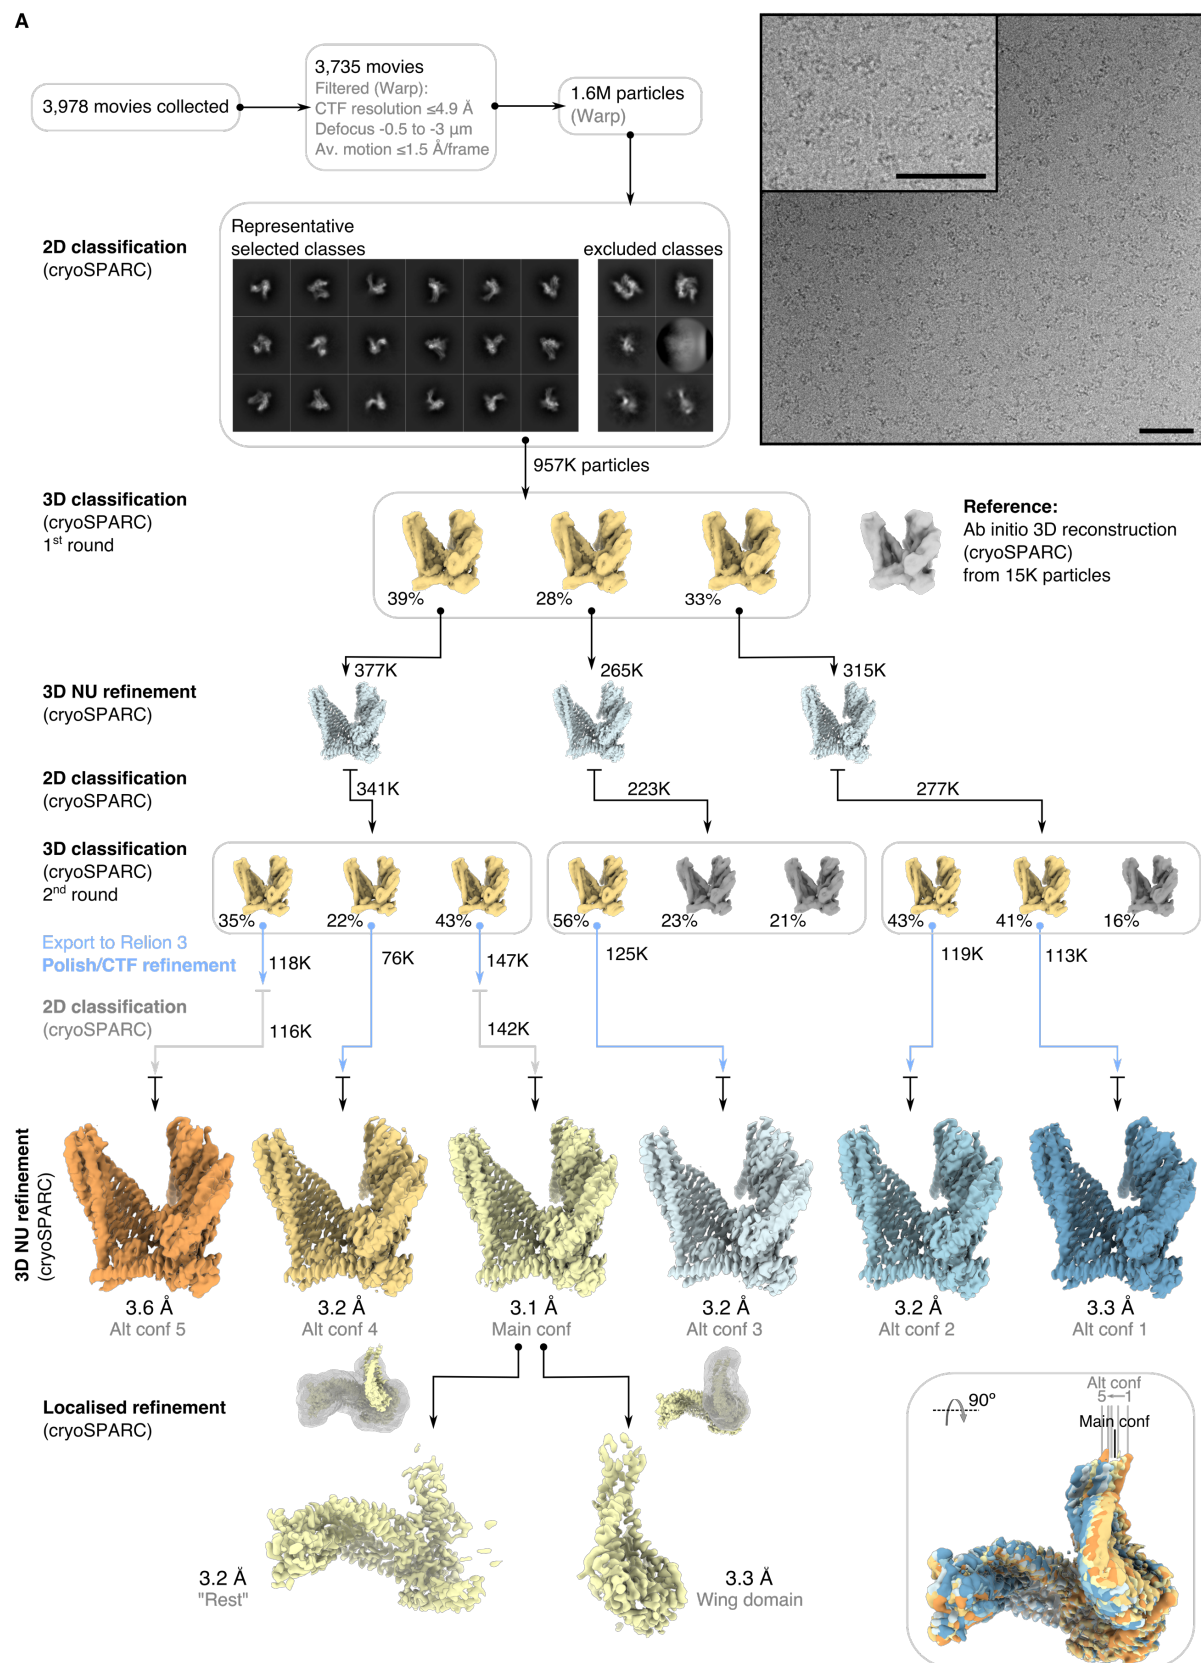 A
3,978 movies collected
3,735 movies
Filtered (Warp):
CTF resolution ≤4.9 Å
Defocus -0.5 to -3 µm
Av. motion ≤1.5 Å/frame
1.6M particles
(Warp)
2D classification
(cryoSPARC)
Representative
selected classes
excluded classes
957K particles
3D classification
(cryoSPARC)
1st round
39%
28%
33%
Reference:
Ab initio 3D reconstruction
(cryoSPARC)
from 15K particles
377K
265K
315K
3D NU refinement
(cryoSPARC)
2D classification
(cryoSPARC)
341K
223K
277K
3D classification
(cryoSPARC)
2nd round
35%
22%
43%
56%
23%
21%
43%
41%
16%
Export to Relion 3
Polish/CTF refinement
118K
76K
147K
125K
119K
113K
2D classification
(cryoSPARC)
116K
142K
3D NU refinement
(cryoSPARC)
3.6 Å
Alt conf 5
3.2 Å
Alt conf 4
3.1 Å
Main conf
3.2 Å
Alt conf 3
3.2 Å
Alt conf 2
3.3 Å
Alt conf 1
Localised refinement
(cryoSPARC)
3.2 Å
"Rest"
3.3 Å
Wing domain
90º
Alt conf
5←1
Main conf